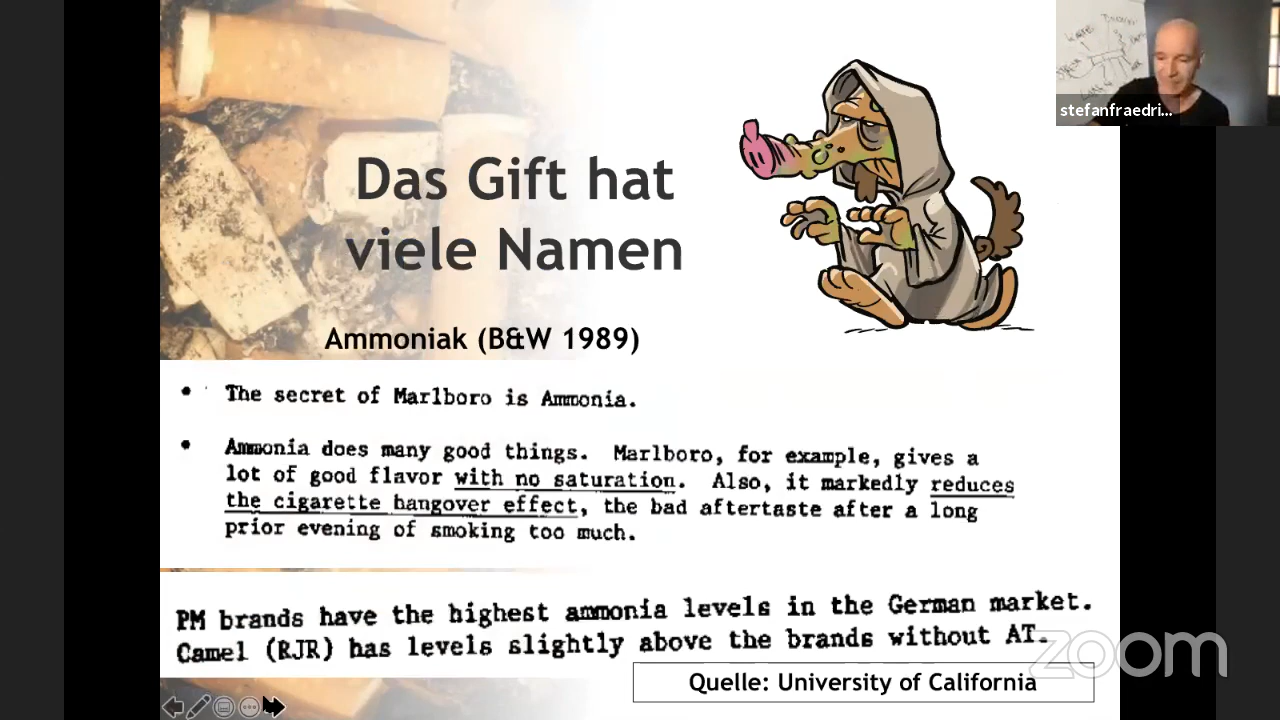 stefanfraedri...
Das Gift hat
viele Namen
Ammoniak (B&W 1989)
• The secret of Marlboro is Ammonia.
• Ammonia does many good things. Marlboro, for example, gives a
lot of good flavor with no saturation. Also, it markedly reduces
the cigarette hangover effect, the bad aftertaste after a long
prior evening of smoking too much.
PM brands have the highest ammonia levels in the German market.
Camel (RJR) has levels slightly above the brands without AT.
zoom
Quelle: University of California